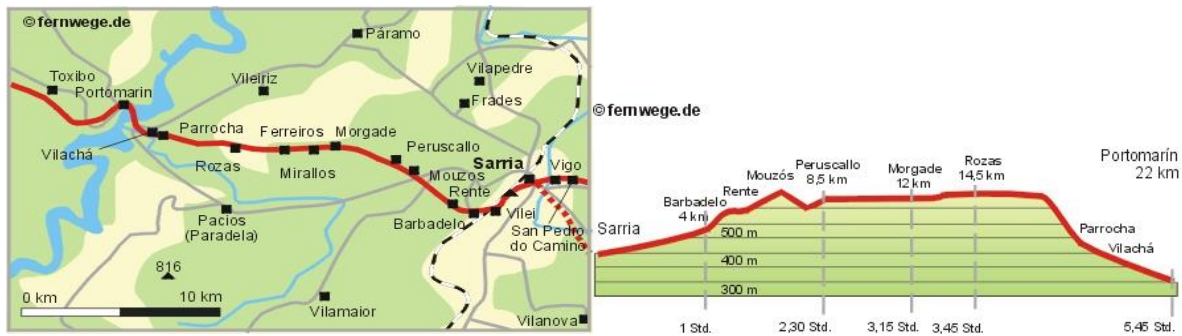 ©fernwege.de
Páramo
Toxibo
Portomarin
Vileiriz
Vilapedre
Frades
Parrocha
Ferreiros
Morgade
Vilachá
Rozas
Mirallos
Peruscallo
Sarria
Vigo
Mouzos
Rente
Barbadelo
Vilei
San Pedro
do Camino
Pacios
(Paradela)
816
0 km
10 km
Vilamaior
Vilanova
©fernwege.de
Portomarín
22 km
Rozas
14,5 km
Morgade
12 km
Peruscallo
8,5 km
Mouzós
Rente
Barbadelo
4 km
Sarria
Parrocha
Vilachá
500 m
400 m
300 m
1 Std.
2,30 Std.
3,15 Std.
3,45 Std.
5,45 Std.